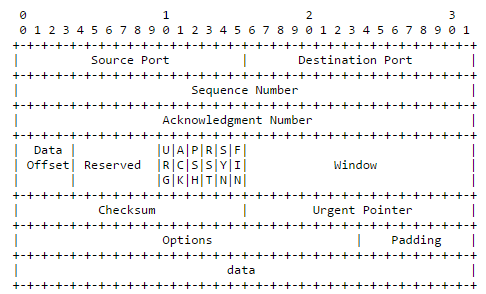 0                   1                   2                   3
 0 1 2 3 4 5 6 7 8 9 0 1 2 3 4 5 6 7 8 9 0 1 2 3 4 5 6 7 8 9 0 1
+-+-+-+-+-+-+-+-+-+-+-+-+-+-+-+-+-+-+-+-+-+-+-+-+-+-+-+-+-+-+-+-+
|          Source Port          |       Destination Port        |
+-+-+-+-+-+-+-+-+-+-+-+-+-+-+-+-+-+-+-+-+-+-+-+-+-+-+-+-+-+-+-+-+
|                        Sequence Number                        |
+-+-+-+-+-+-+-+-+-+-+-+-+-+-+-+-+-+-+-+-+-+-+-+-+-+-+-+-+-+-+-+-+
|                    Acknowledgment Number                      |
+-+-+-+-+-+-+-+-+-+-+-+-+-+-+-+-+-+-+-+-+-+-+-+-+-+-+-+-+-+-+-+-+
|  Data |           |U|A|P|R|S|F|                               |
| Offset| Reserved  |R|C|S|S|Y|I|            Window             |
|       |           |G|K|H|T|N|N|                               |
+-+-+-+-+-+-+-+-+-+-+-+-+-+-+-+-+-+-+-+-+-+-+-+-+-+-+-+-+-+-+-+-+
|           Checksum            |         Urgent Pointer        |
+-+-+-+-+-+-+-+-+-+-+-+-+-+-+-+-+-+-+-+-+-+-+-+-+-+-+-+-+-+-+-+-+
|                    Options                    |    Padding    |
+-+-+-+-+-+-+-+-+-+-+-+-+-+-+-+-+-+-+-+-+-+-+-+-+-+-+-+-+-+-+-+-+
|                             data                              |
+-+-+-+-+-+-+-+-+-+-+-+-+-+-+-+-+-+-+-+-+-+-+-+-+-+-+-+-+-+-+-+-+